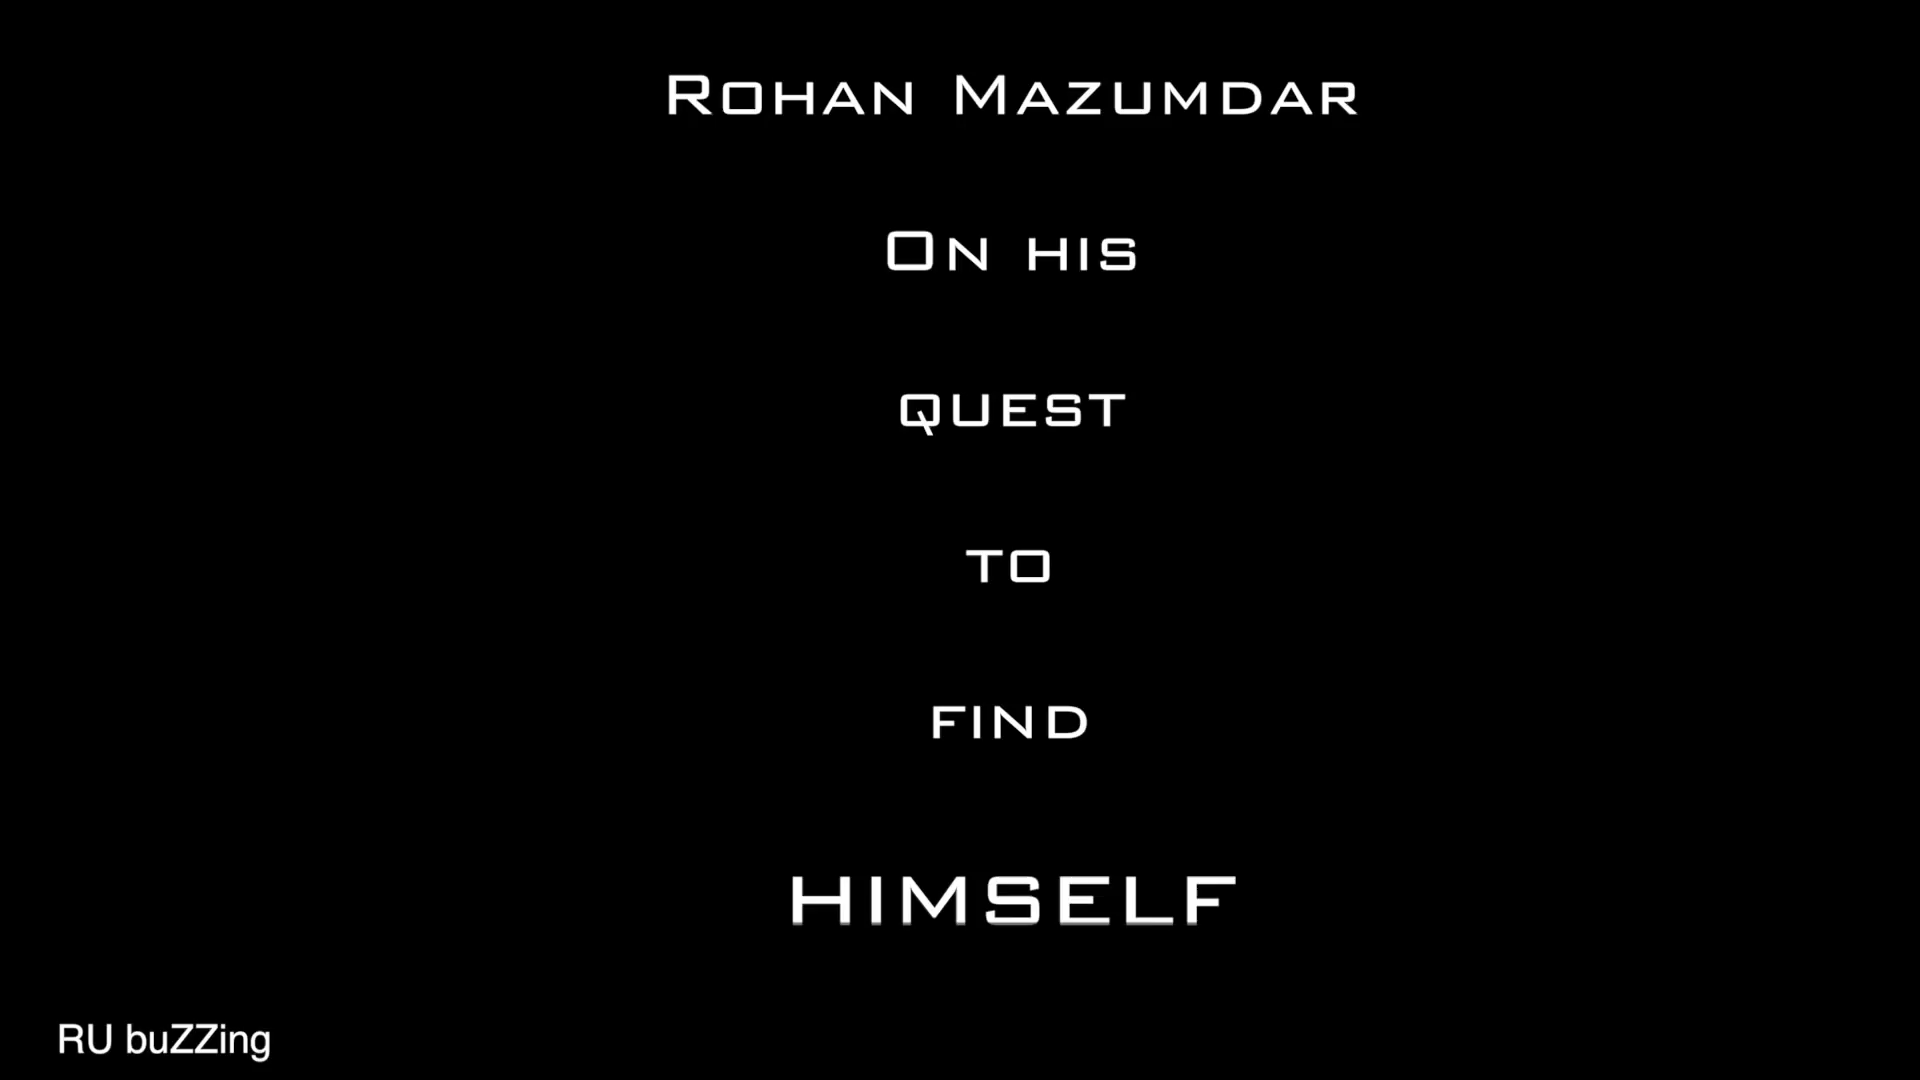 Rohan Mazumdar
On his
quest
to
find
HIMSELF
RU buZZing